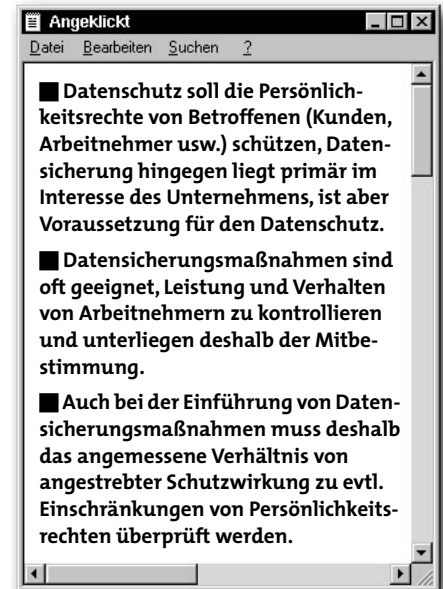 Angeklickt
Datei Bearbeiten Suchen ?
■ Datenschutz soll die Persönlich-
keitsrechte von Betroffenen (Kunden,
Arbeitnehmer usw.) schützen, Daten-
sicherung hingegen liegt primär im
Interesse des Unternehmens, ist aber
Voraussetzung für den Datenschutz.
■ Datensicherungsmaßnahmen sind
oft geeignet, Leistung und Verhalten
von Arbeitnehmern zu kontrollieren
und unterliegen deshalb der Mitbe-
stimmung.
■ Auch bei der Einführung von Daten-
sicherungsmaßnahmen muss deshalb
das angemessene Verhältnis von
angestrebter Schutzwirkung zu evtl.
Einschränkungen von Persönlichkeits-
rechten überprüft werden.